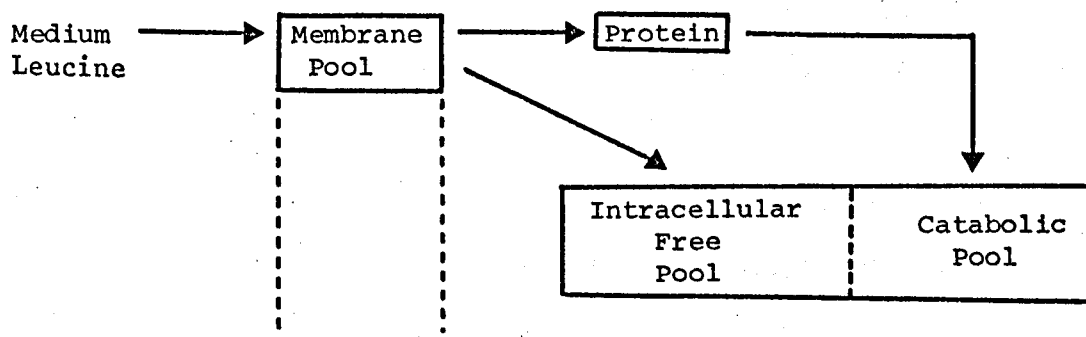 Medium
Leucine
Membrane
Pool
Protein
Intracellular
Free
Pool
Catabolic
Pool